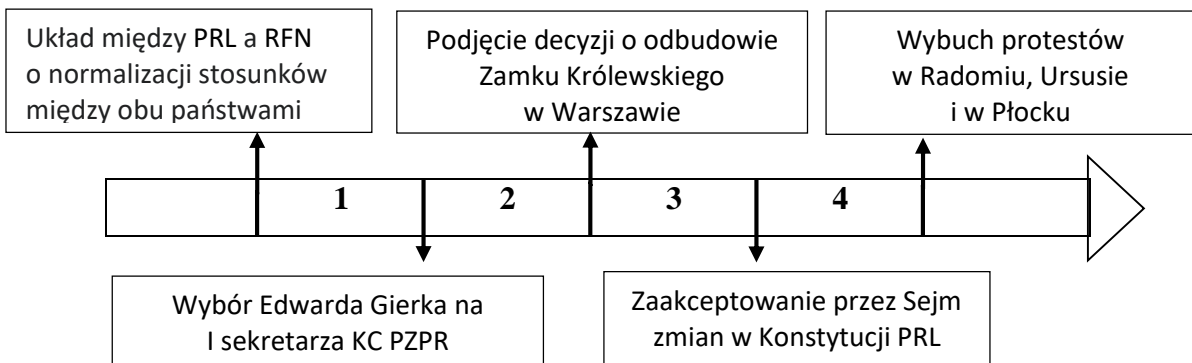 Układ między PRL a RFN
o normalizacji stosunków
między obu państwami
Podjęcie decyzji o odbudowie
Zamku Królewskiego
w Warszawie
Wybuch protestów
w Radomiu, Ursusie
i w Płocku
1
2
3
4
Wybór Edwarda Gierka na
I sekretarza KC PZPR
Zaakceptowanie przez Sejm
zmian w Konstytucji PRL